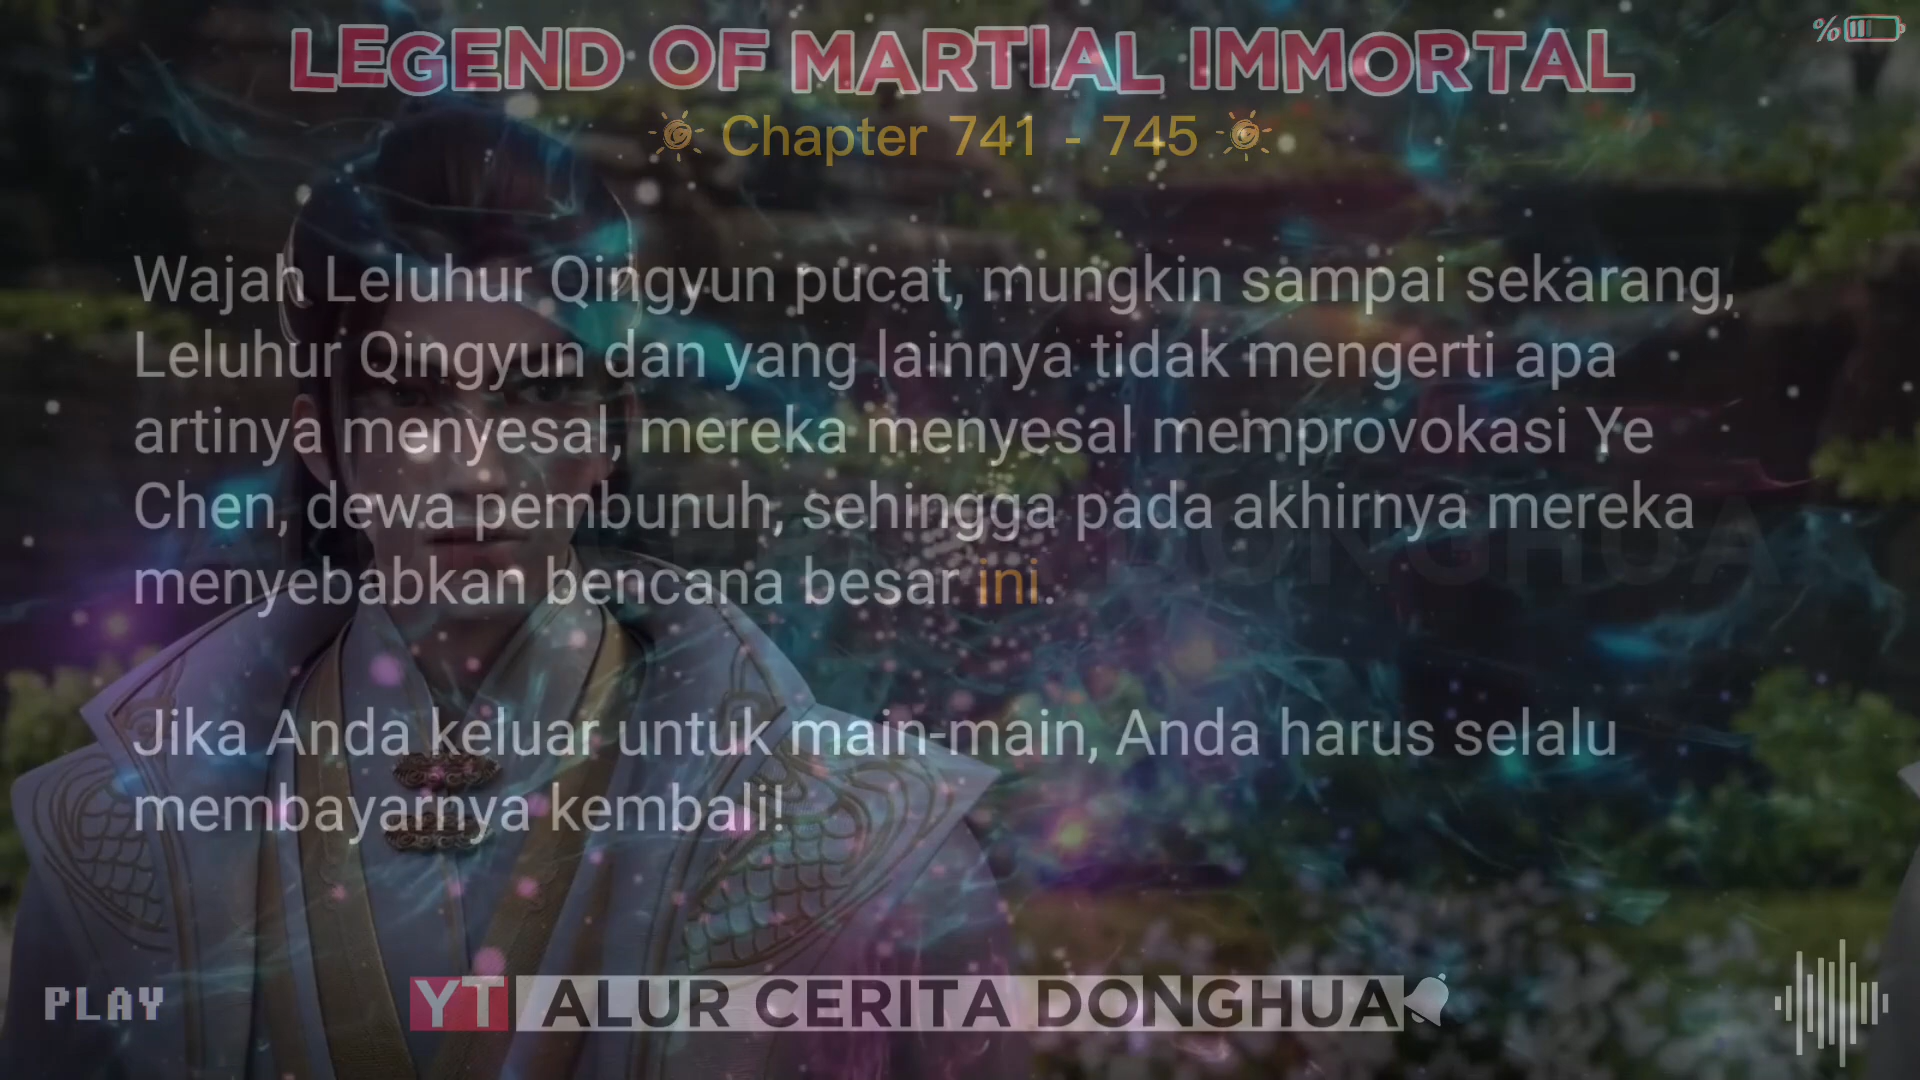 LEGEND OF MARTIAL IMMORTAL
%
Chapter 741 - 745
Wajah Leluhur Qingyun pucat, mungkin sampai sekarang,
Leluhur Qingyun dan yang lainnya tidak mengerti apa
artinya menyesal, mereka menyesal memprovokasi Ye
Chen, dewa pembunuh, sehingga pada akhirnya mereka
menyebabkan bencana besar ini.
Jika Anda keluar untuk main-main, Anda harus selalu
membayarnya kembali!
PLAY
YT ALUR CERITA DONGHUA